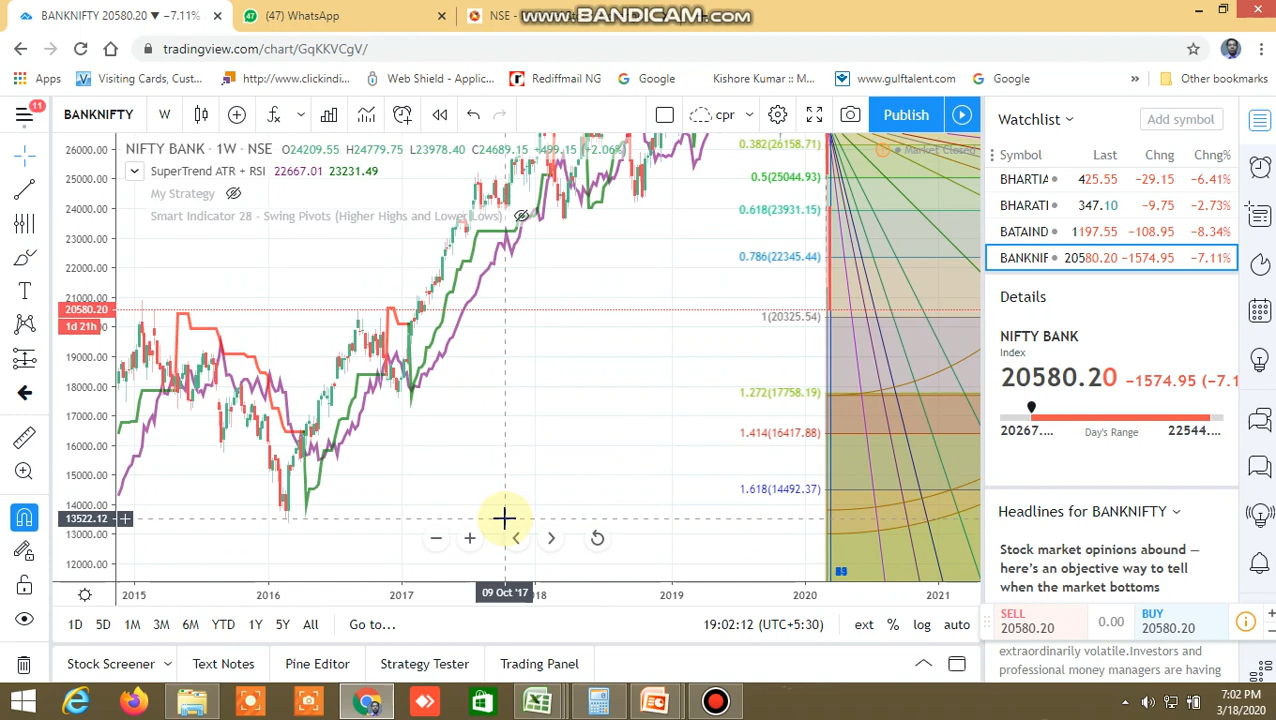 BANKNIFTY 20580.20 ▼ −7.11%
(47) WhatsApp
NSE -
www.BANDICAM.com
tradingview.com/chart/GqKKVCgV/
Apps
Visiting Cards, Cust...
http://www.clickindi...
Web Shield - Applic...
Rediffmail NG
Google
Kishore Kumar :: M...
www.gulftalent.com
Google
»
Other bookmarks
11
BANKNIFTY
W
cpr
Publish
NIFTY BANK · 1W · NSE O24209.55 H24779.75 L23978.40 C24689.15 +499.15 (+2.06%)
Market Closed
SuperTrend ATR + RSI 22667.01 23231.49
My Strategy
Smart Indicator 28 - Swing Pivots (Higher Highs and Lower Lows)
26000.00
25000.00
24000.00
23000.00
22000.00
21000.00
20580.20
1d 21h
19000.00
18000.00
17000.00
16000.00
15000.00
14000.00
13522.12
13000.00
12000.00
0.382(26158.71)
0.5(25044.93)
0.618(23931.15)
0.786(22345.44)
1(20325.54)
1.272(17758.19)
1.414(16417.88)
1.618(14492.37)
2015
2016
2017
09 Oct '17
2018
2019
2020
2021
1D 5D 1M 3M 6M YTD 1Y 5Y All
Go to...
19:02:12 (UTC+5:30)
ext % log auto
Stock Screener
Text Notes
Pine Editor
Strategy Tester
Trading Panel
Watchlist
Add symbol
Symbol Last Chng Chng%
BHARTIA 425.55 −29.15 −6.41%
BHARATI 347.10 −9.75 −2.73%
BATAIND 1197.55 −108.95 −8.34%
BANKNIF 20580.20 −1574.95 −7.11%
Details
NIFTY BANK
Index
20580.20 −1574.95 (−7.1
20267....
Day's Range
22544....
Headlines for BANKNIFTY
Stock market opinions abound —
here's an objective way to tell
when the market bottoms
SELL
20580.20
0.00
BUY
20580.20
extraordinarily volatile.Investors and
professional money managers are having
7:02 PM
3/18/2020